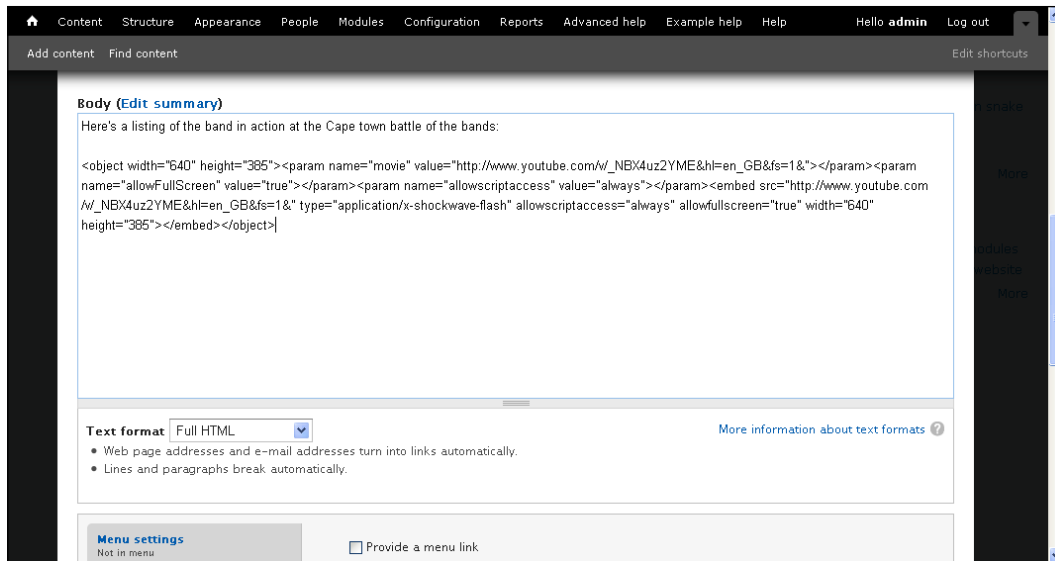 Content Structure Appearance People Modules Configuration Reports Advanced help Example help Help Hello admin Log out
Add content Find content Edit shortcuts
Body (Edit summary)
snake
Here's a listing of the band in action at the Cape town battle of the bands:
<object width="640" height="385"><param name="movie" value="http://www.youtube.com/v/_NBX4uz2YME&hl=en_GB&fs=1&"></param><param
More
name="allowFullScreen" value="true"></param><param name="allowscriptaccess" value="always"></param><embed src="http://www.youtube.com
/v/_NBX4uz2YME&hl=en_GB&fs=1&" type="application/x-shockwave-flash" allowscriptaccess="always" allowfullscreen="true" width="640"
height="385"></embed></object>
odules
website
More
Text format Full HTML More information about text formats ?
• Web page addresses and e-mail addresses turn into links automatically.
• Lines and paragraphs break automatically.
Menu settings
Not in menu
Provide a menu link